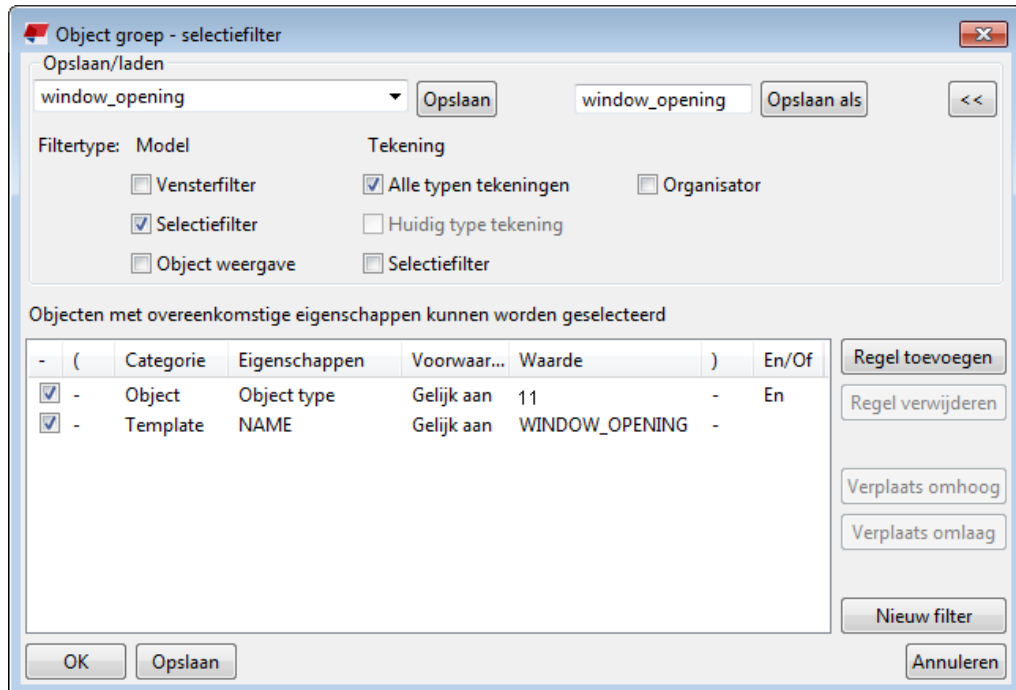 Object groep - selectiefilter
Opslaan/laden
window_opening Opslaan window_opening Opslaan als <<
Filtertype: Model Tekening
Vensterfilter Alle typen tekeningen Organisator
Selectiefilter Huidig type tekening
Object weergave Selectiefilter
Objecten met overeenkomstige eigenschappen kunnen worden geselecteerd
- ( Categorie Eigenschappen Voorwaar... Waarde ) En/Of Regel toevoegen
- Object Object type Gelijk aan 11 - En Regel verwijderen
- Template NAME Gelijk aan WINDOW_OPENING -
Verplaats omhoog
Verplaats omlaag
Nieuw filter
OK Opslaan Annuleren